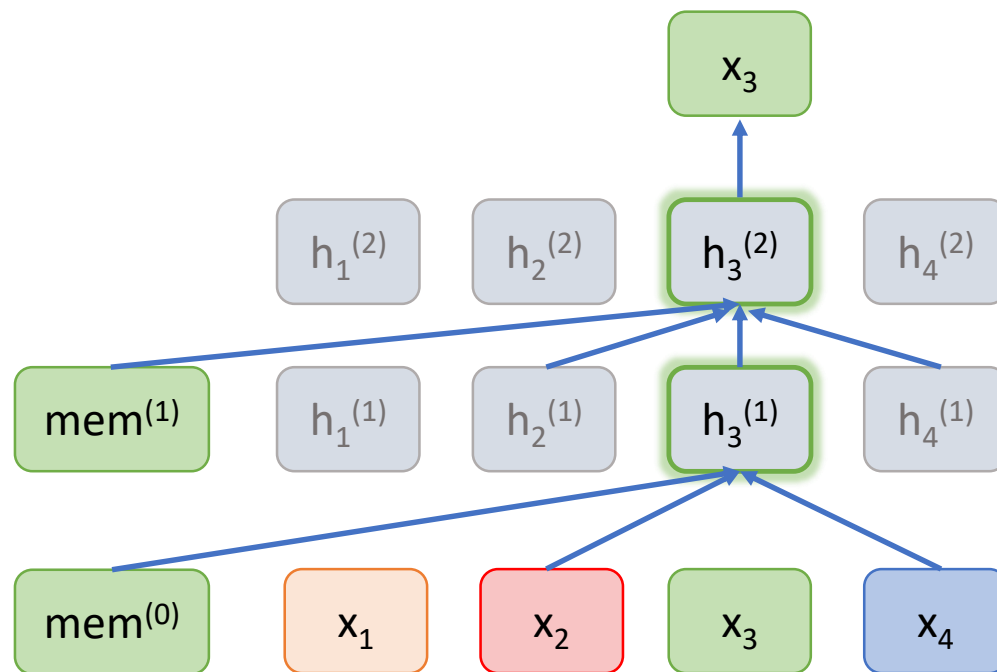 x₃
h₁⁽²⁾ h₂⁽²⁾ h₃⁽²⁾ h₄⁽²⁾
mem⁽¹⁾ h₁⁽¹⁾ h₂⁽¹⁾ h₃⁽¹⁾ h₄⁽¹⁾
mem⁽⁰⁾ x₁ x₂ x₃ x₄